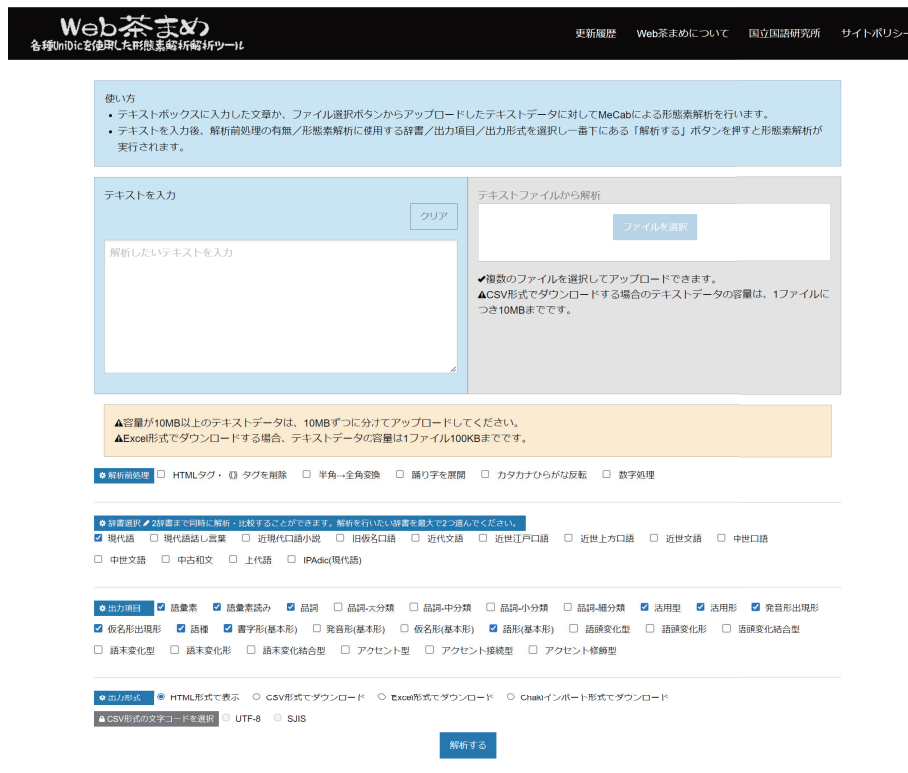 Web茶まめ
各種UniDicを使用した形態素解析解析ツール
更新履歴 Web茶まめについて 国立国語研究所 サイトポリシー
使い方
• テキストボックスに入力した文章か、ファイル選択ボタンからアップロードしたテキストデータに対してMeCabによる形態素解析を行います。
• テキストを入力後、解析前処理の有無／形態素解析に使用する辞書／出力項目／出力形式を選択し一番下にある「解析する」ボタンを押すと形態素解析が
実行されます。
テキストを入力
クリア
解析したいテキストを入力
テキストファイルから解析
ファイルを選択
✔複数のファイルを選択してアップロードできます。
▲CSV形式でダウンロードする場合のテキストデータの容量は、1ファイルに
つき10MBまでです。
▲容量が10MB以上のテキストデータは、10MBずつに分けてアップロードしてください。
▲Excel形式でダウンロードする場合、テキストデータの容量は1ファイル100KBまでです。
解析前処理 HTMLタグ・《》タグを削除 半角→全角変換 踊り字を展開 カタカナひらがな反転 数字処理
辞書選択 2辞書まで同時に解析・比較することができます。解析を行いたい辞書を最大で2つ選んでください。
現代語 現代語話し言葉 近現代口語小説 旧仮名口語 近代文語 近世江戸口語 近世上方口語 近世文語 中世口語
中世文語 中古和文 上代語 IPAdic(現代語)
出力項目 語彙素 語彙素読み 品詞 品詞-大分類 品詞-中分類 品詞-小分類 品詞-細分類 活用型 活用形 発音形出現形
仮名形出現形 語種 書字形(基本形) 発音形(基本形) 仮名形(基本形) 語形(基本形) 語頭変化型 語頭変化形 語頭変化結合型
語末変化型 語末変化形 語末変化結合型 アクセント型 アクセント接続型 アクセント修飾型
出力形式 HTML形式で表示 CSV形式でダウンロード Excel形式でダウンロード Chakiインポート形式でダウンロード
CSV形式の文字コードを選択 UTF-8 SJIS
解析する